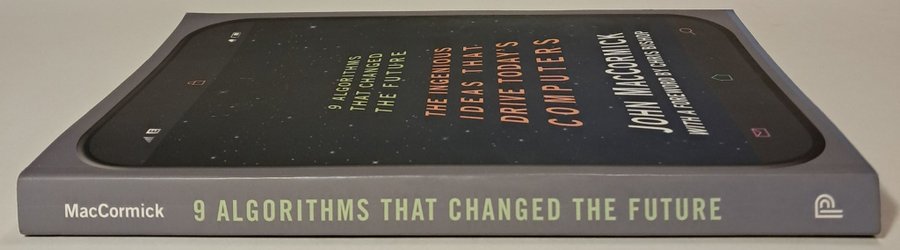 9 ALGORITHMS
THAT CHANGED
THE FUTURE
THE INGENIOUS
IDEAS THAT
DRIVE TODAY'S
COMPUTERS
JOHN MACCORMICK
WITH A FOREWORD BY CHRIS BISHOP
MacCormick 9 ALGORITHMS THAT CHANGED THE FUTURE